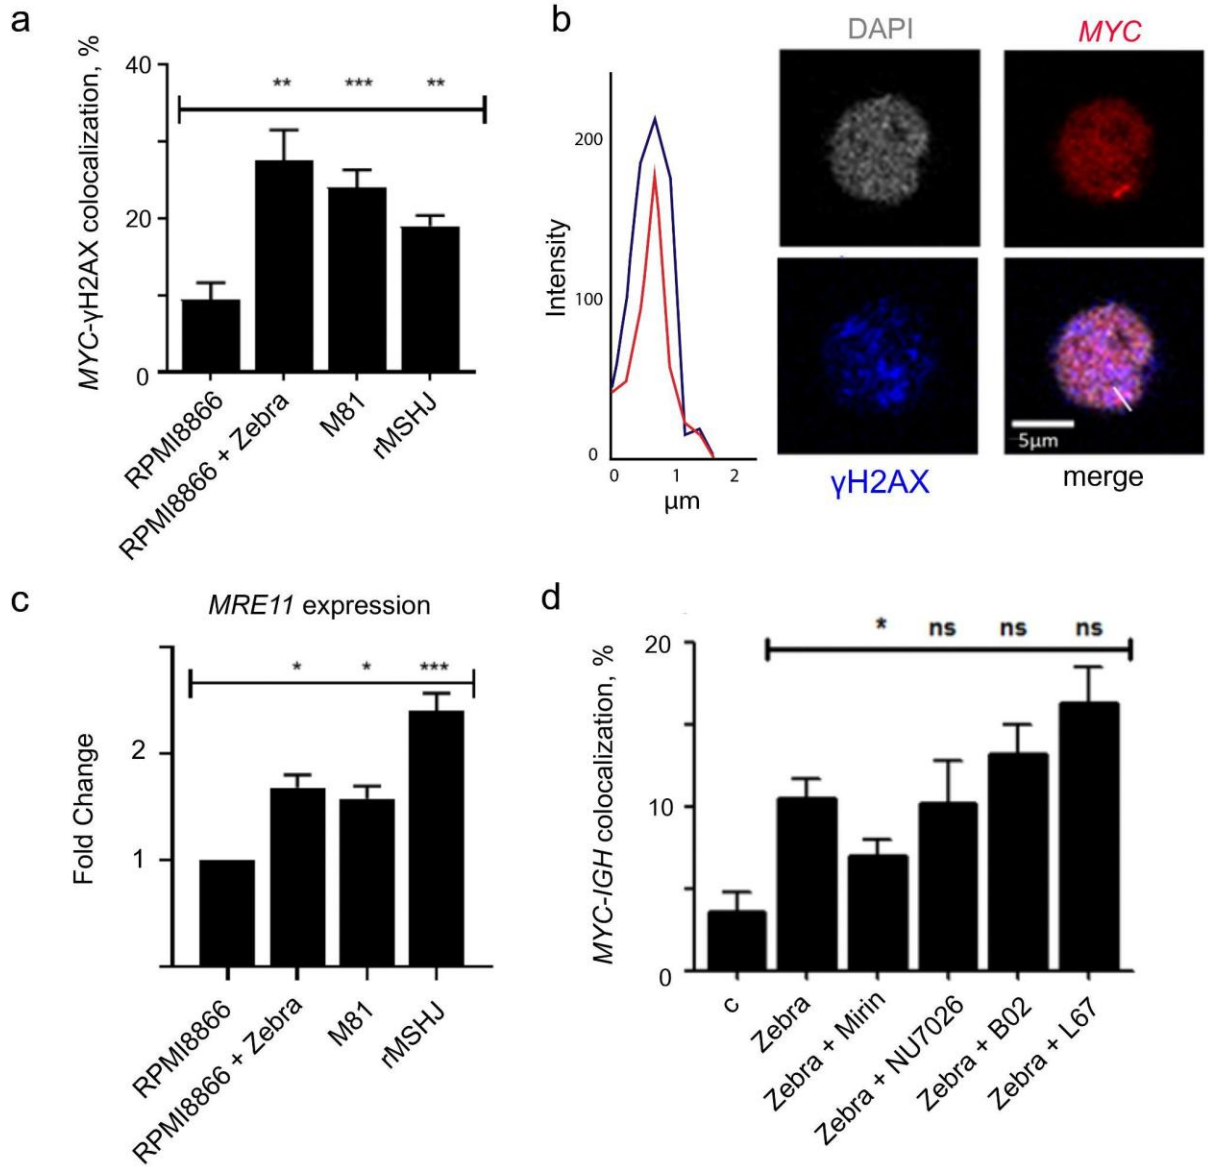 a
MYC-γH2AX colocalization, %
40
20
0
** *** **
RPMI8866
RPMI8866 + Zebra
M81
rMSHJ
b
Intensity
200
100
0
0 1 2
μm
DAPI
MYC
5μm
γH2AX
merge
c
MRE11 expression
Fold Change
2
1
* * ***
RPMI8866
RPMI8866 + Zebra
M81
rMSHJ
d
MYC-IGH colocalization, %
20
10
0
* ns ns ns
c
Zebra
Zebra + Mirin
Zebra + NU7026
Zebra + B02
Zebra + L67